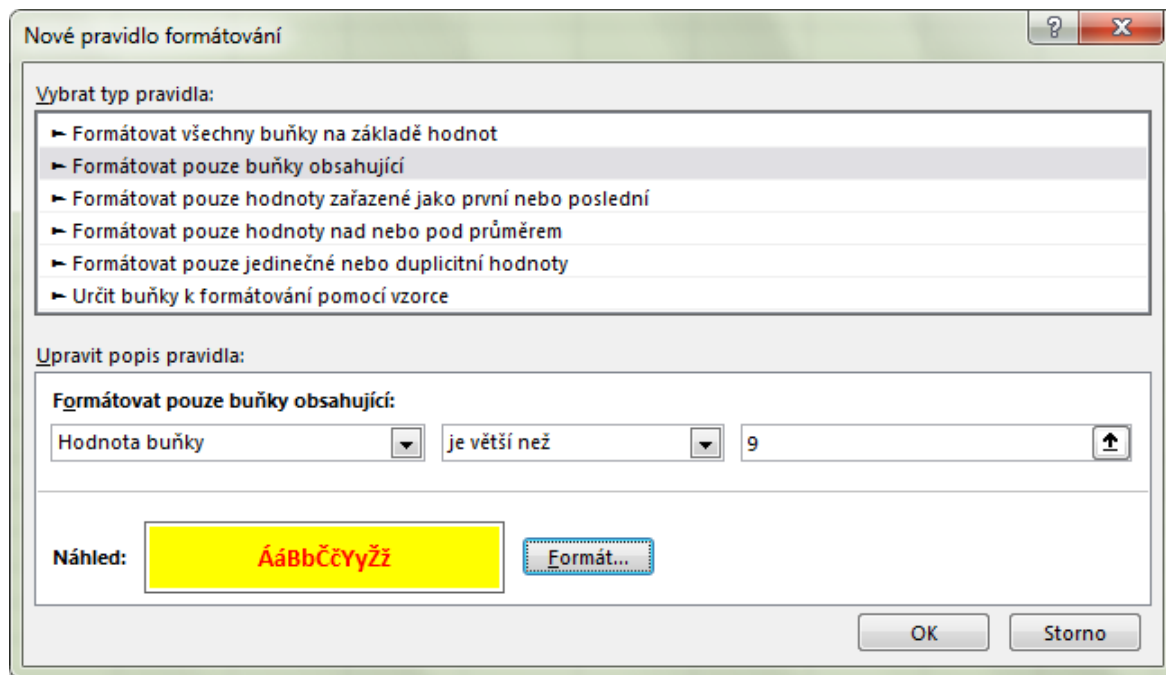 Nové pravidlo formátování
Vybrat typ pravidla:
► Formátovat všechny buňky na základě hodnot
► Formátovat pouze buňky obsahující
► Formátovat pouze hodnoty zařazené jako první nebo poslední
► Formátovat pouze hodnoty nad nebo pod průměrem
► Formátovat pouze jedinečné nebo duplicitní hodnoty
► Určit buňky k formátování pomocí vzorce
Upravit popis pravidla:
Formátovat pouze buňky obsahující:
Hodnota buňky je větší než 9
Náhled: ÁáBbČčYyŽž Formát...
OK Storno